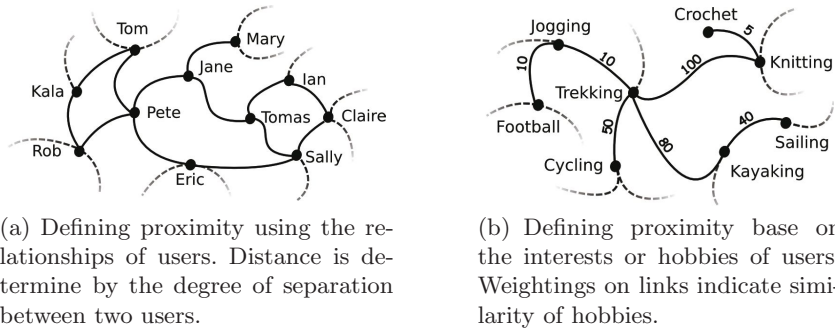 Tom
Mary
Jane
Ian
Kala
Pete
Tomas
Claire
Rob
Eric
Sally
Crochet
5
Jogging
10
100
Knitting
10
Trekking
Football
50
80
40
Sailing
Cycling
Kayaking
(a) Defining proximity using the re-
lationships of users. Distance is de-
termine by the degree of separation
between two users.
(b) Defining proximity base on
the interests or hobbies of users.
Weightings on links indicate simi-
larity of hobbies.